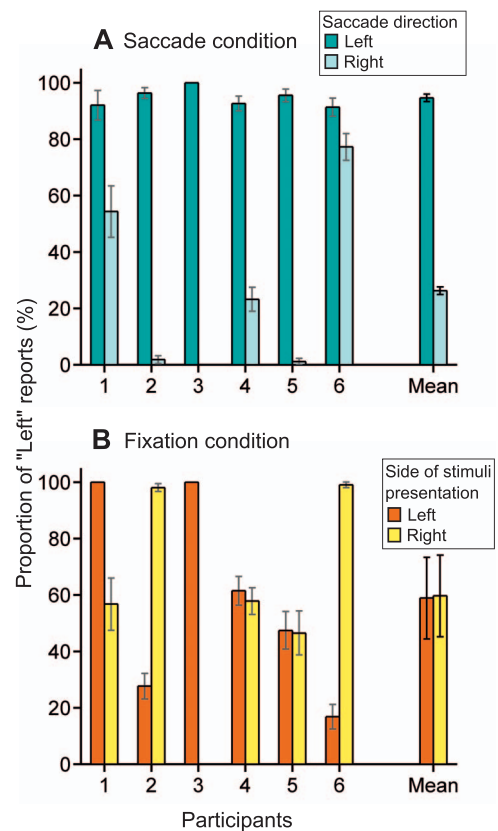 A Saccade condition
Saccade direction
Left
Right
100
80
60
40
20
0
1 2 3 4 5 6 Mean
Proportion of "Left" reports (%)
B Fixation condition
Side of stimuli
presentation
Left
Right
100
80
60
40
20
0
1 2 3 4 5 6 Mean
Participants